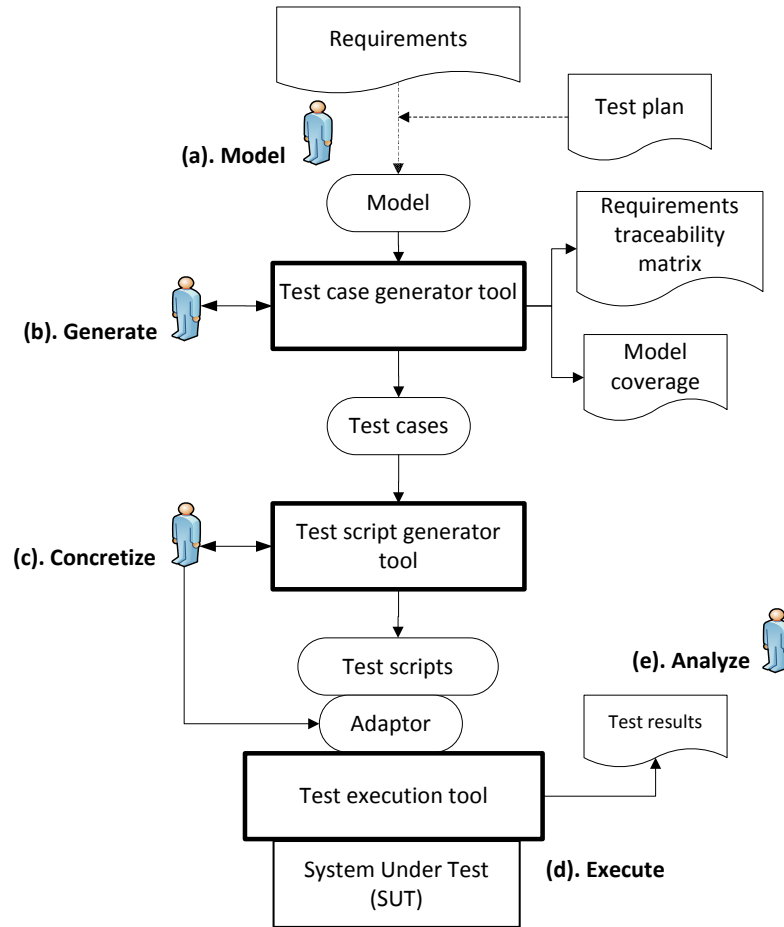 Requirements
Test plan
(a). Model
Model
Requirements
traceability
matrix
Test case generator tool
(b). Generate
Model
coverage
Test cases
Test script generator
tool
(c). Concretize
Test scripts
(e). Analyze
Adaptor
Test results
Test execution tool
System Under Test
(SUT)
(d). Execute